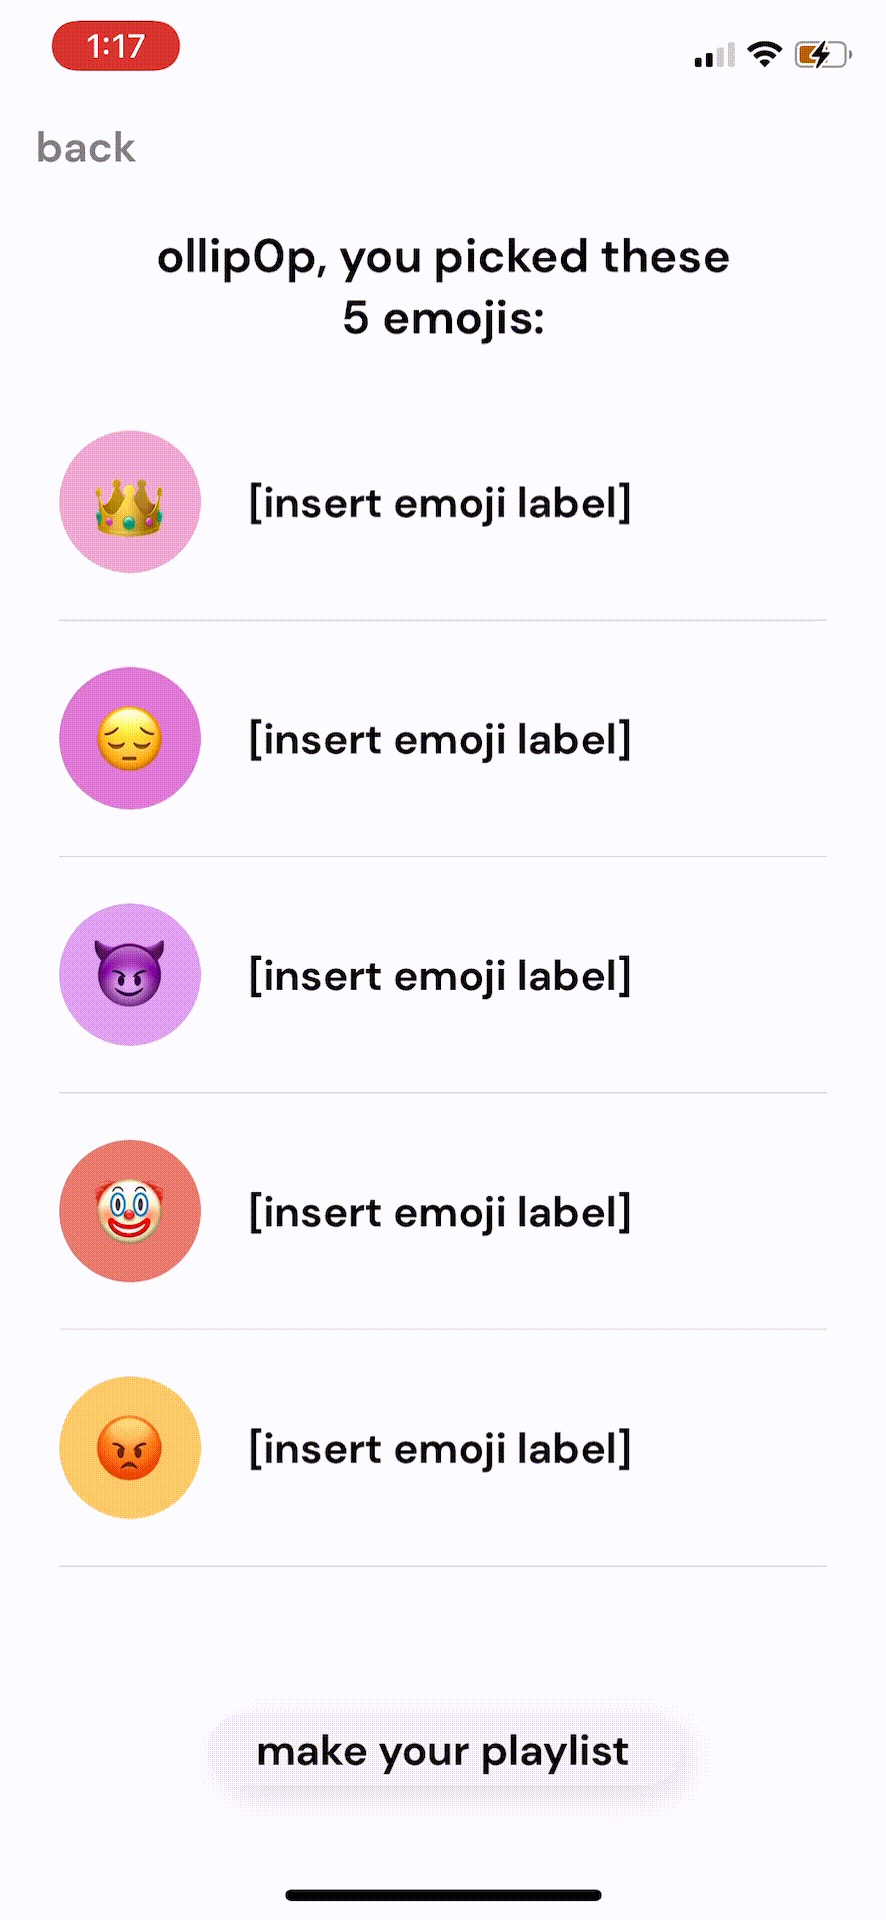 1:17
back
ollip0p, you picked these
5 emojis:
[insert emoji label]
[insert emoji label]
[insert emoji label]
[insert emoji label]
[insert emoji label]
make your playlist